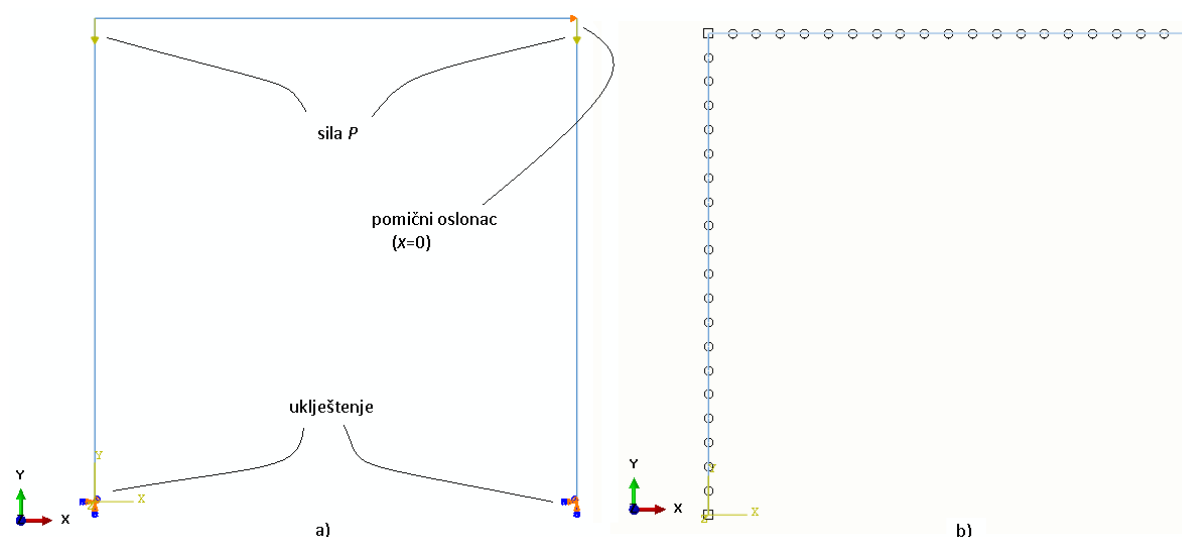 sila P
pomični oslonac
(x=0)
uklještenje
Y
X
Y
X
a)
Y
X
Y
X
b)